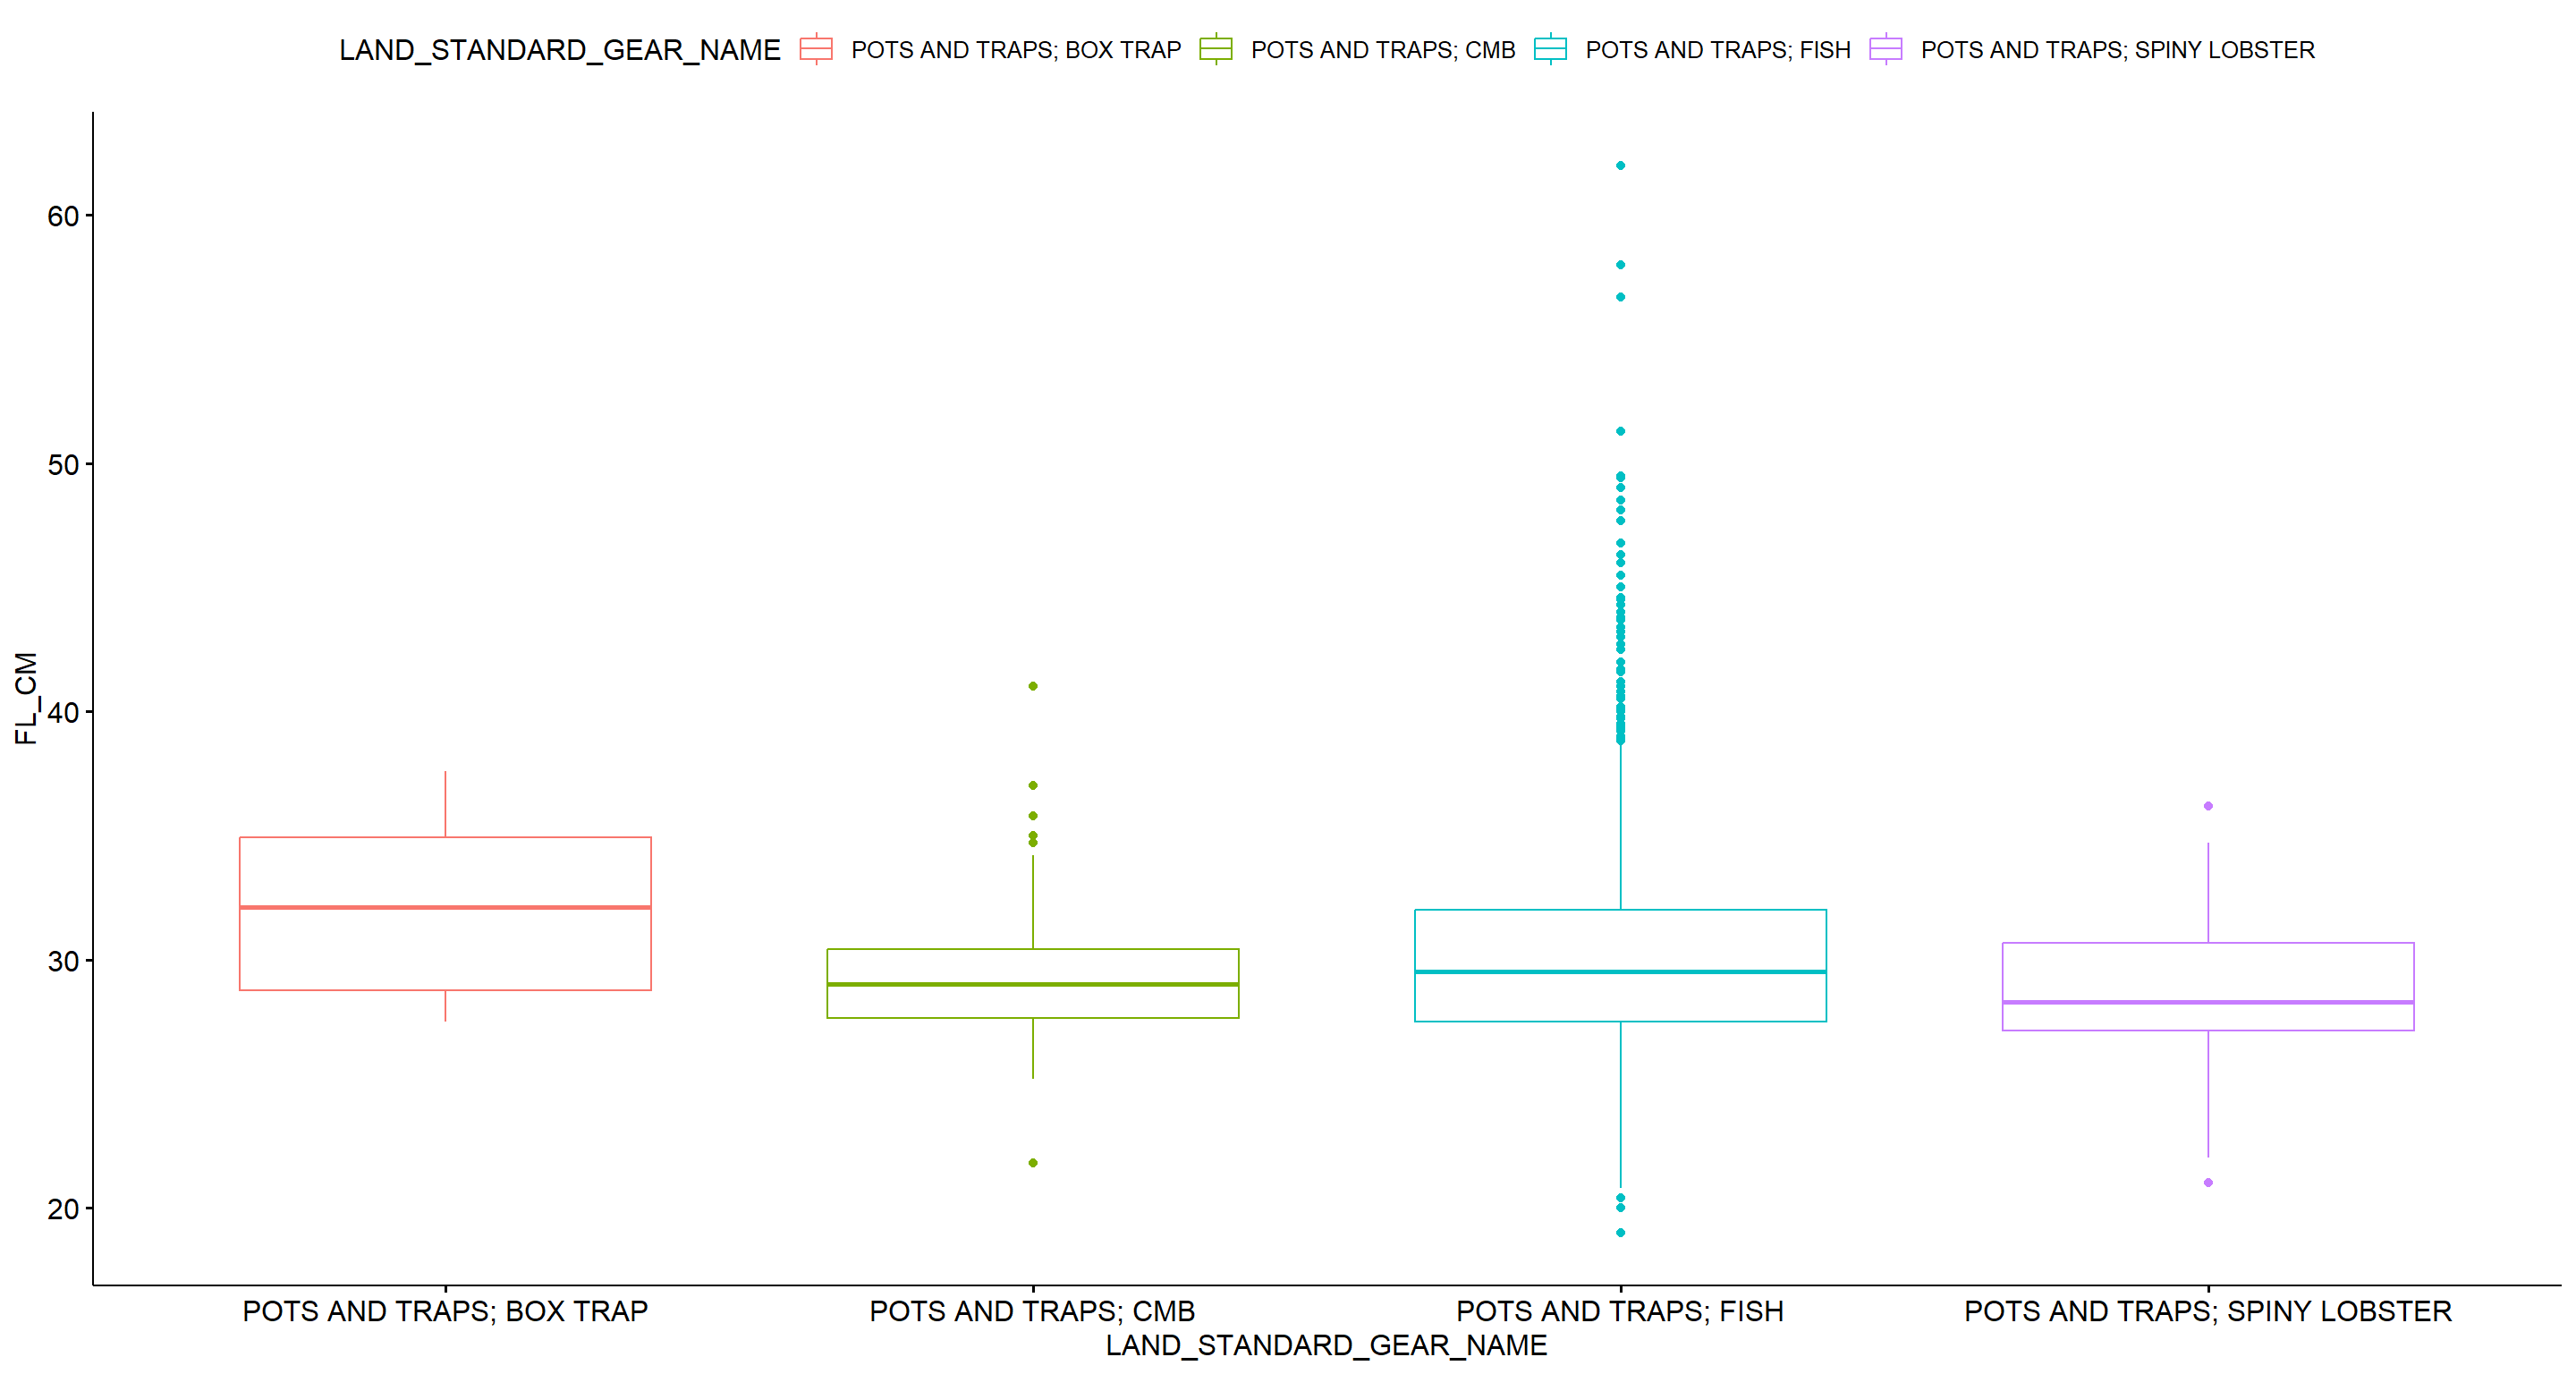 LAND_STANDARD_GEAR_NAME POTS AND TRAPS; BOX TRAP POTS AND TRAPS; CMB POTS AND TRAPS; FISH POTS AND TRAPS; SPINY LOBSTER
60
50
40
30
20
FL_CM
POTS AND TRAPS; BOX TRAP POTS AND TRAPS; CMB POTS AND TRAPS; FISH POTS AND TRAPS; SPINY LOBSTER
LAND_STANDARD_GEAR_NAME